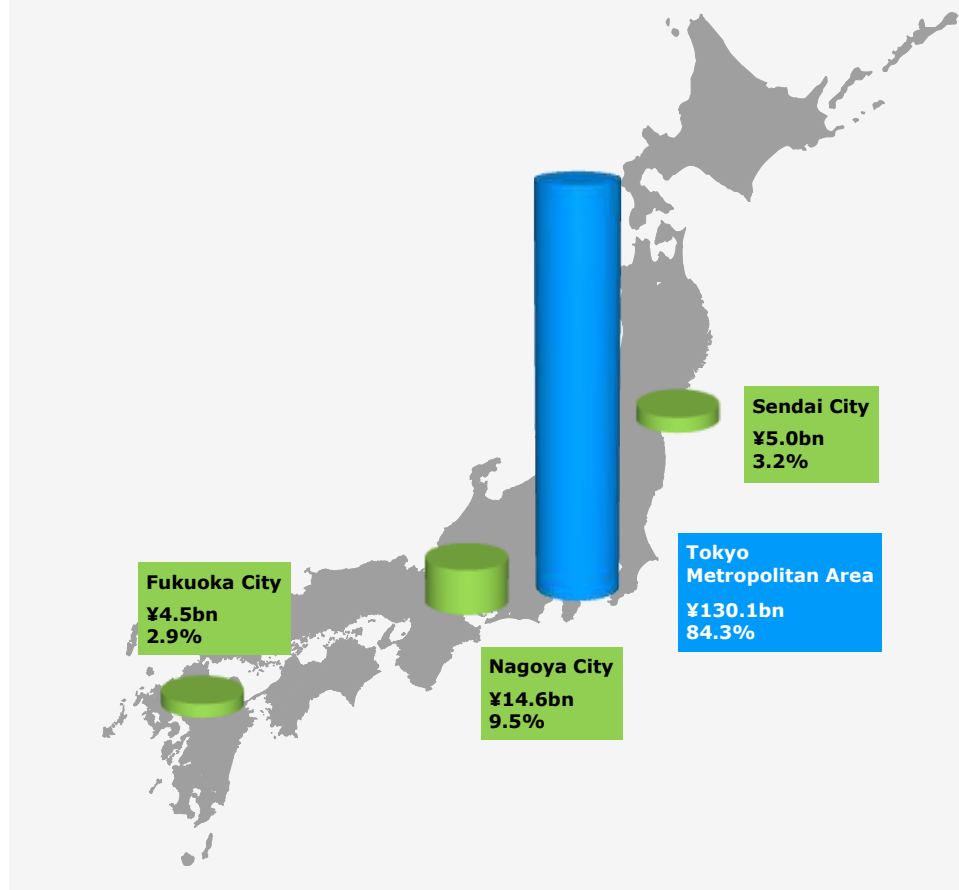 Sendai City
¥5.0bn
3.2%
Tokyo
Metropolitan Area
¥130.1bn
84.3%
Fukuoka City
¥4.5bn
2.9%
Nagoya City
¥14.6bn
9.5%